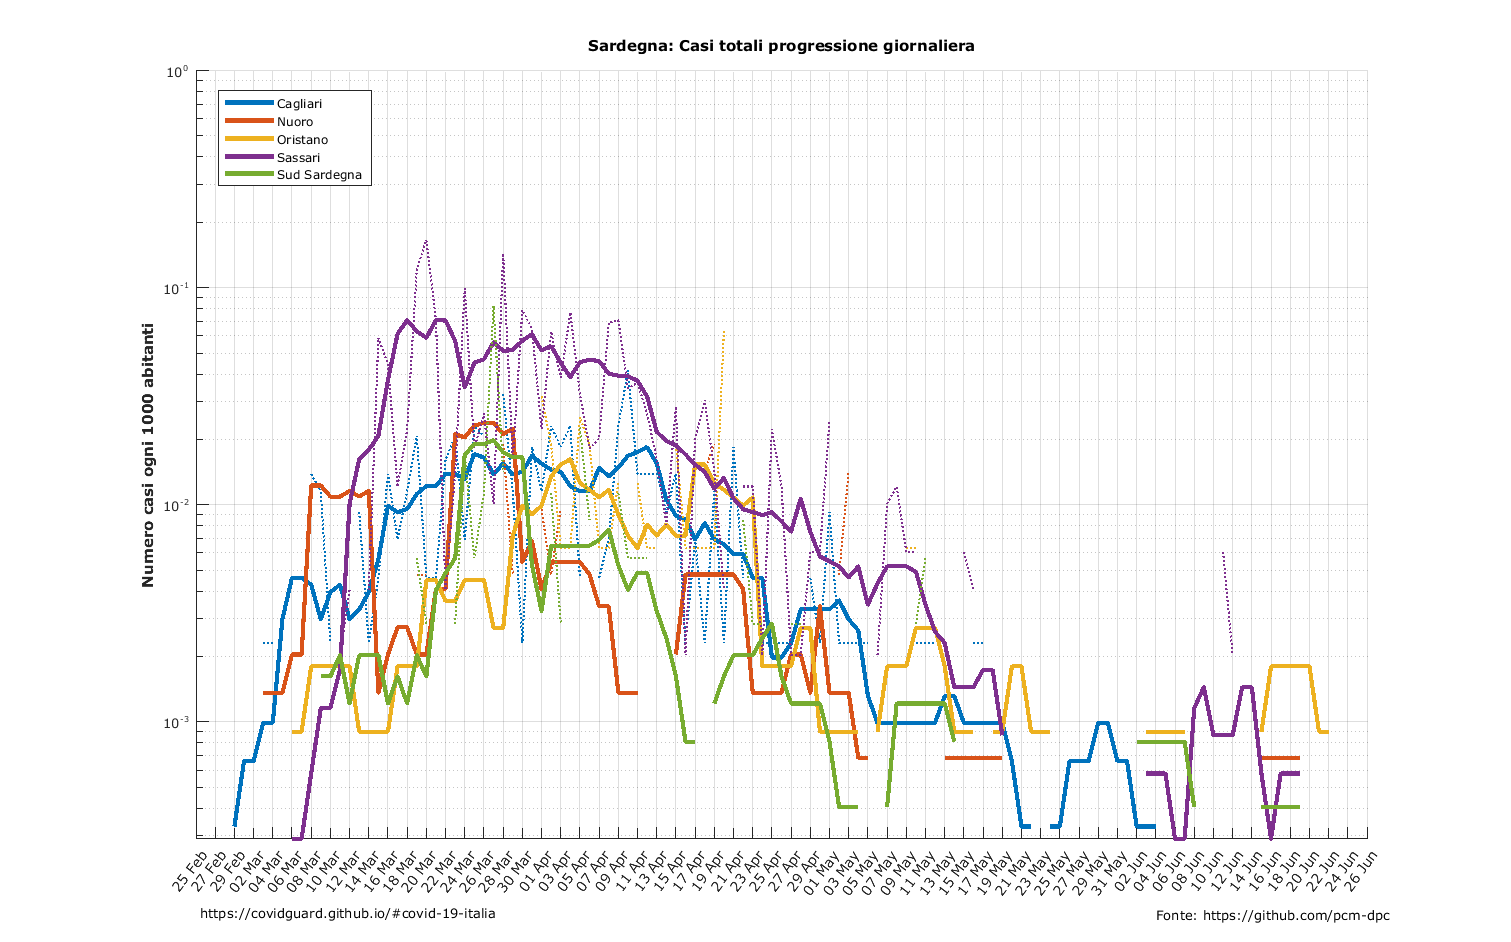 Sardegna: Casi totali progressione giornaliera
Numero casi ogni 1000 abitanti
10⁰
10⁻¹
10⁻²
10⁻³
Cagliari
Nuoro
Oristano
Sassari
Sud Sardegna
25 Feb
27 Feb
29 Feb
02 Mar
04 Mar
06 Mar
08 Mar
10 Mar
12 Mar
14 Mar
16 Mar
18 Mar
20 Mar
22 Mar
24 Mar
26 Mar
28 Mar
30 Mar
01 Apr
03 Apr
05 Apr
07 Apr
09 Apr
11 Apr
13 Apr
15 Apr
17 Apr
19 Apr
21 Apr
23 Apr
25 Apr
27 Apr
29 Apr
01 May
03 May
05 May
07 May
09 May
11 May
13 May
15 May
17 May
19 May
21 May
23 May
25 May
27 May
29 May
31 May
02 Jun
04 Jun
06 Jun
08 Jun
10 Jun
12 Jun
14 Jun
16 Jun
18 Jun
20 Jun
22 Jun
24 Jun
26 Jun
https://covidguard.github.io/#covid-19-italia
Fonte: https://github.com/pcm-dpc